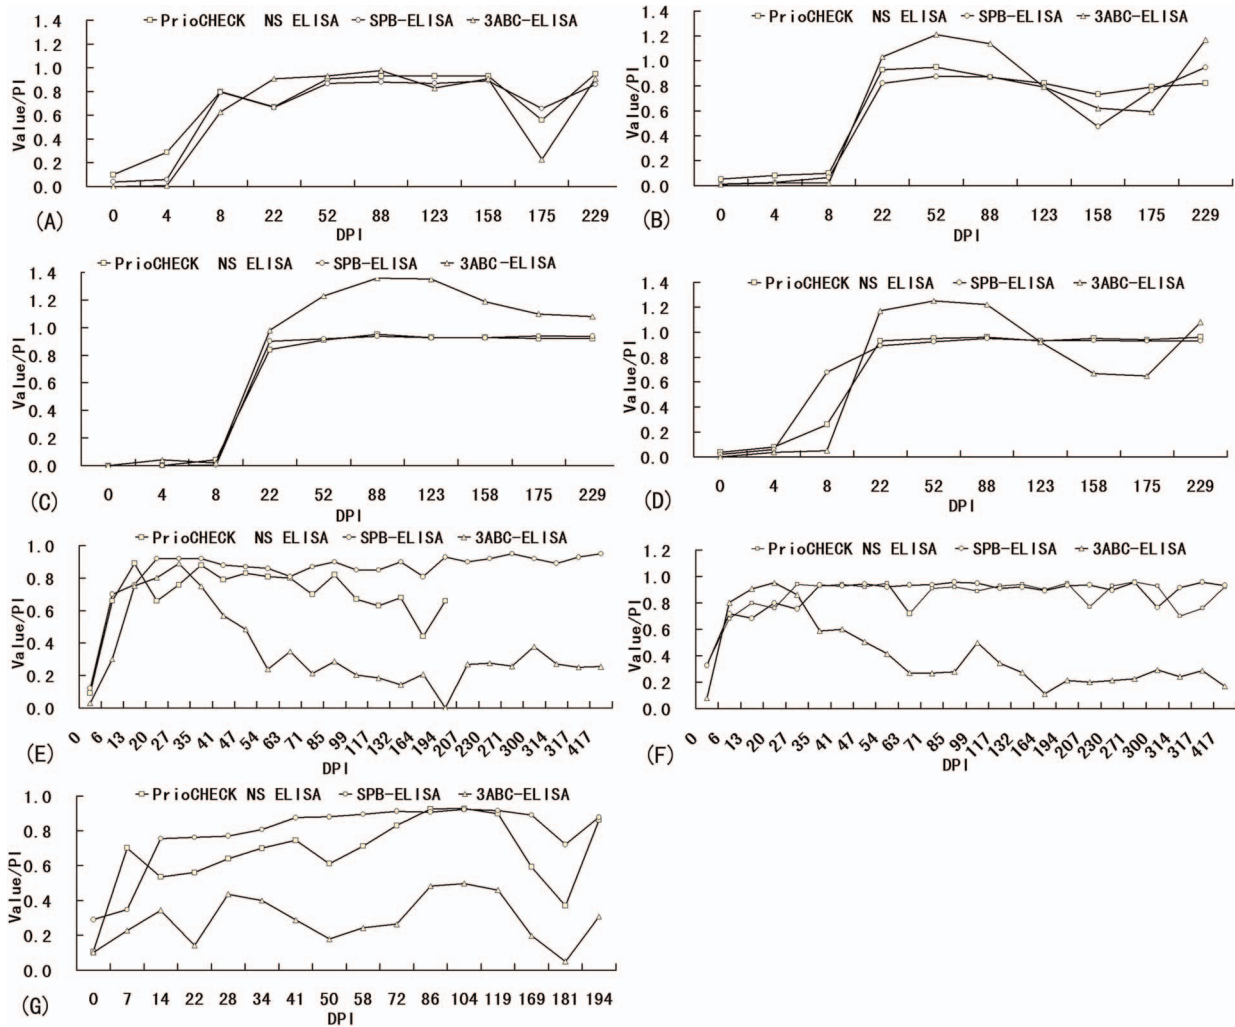 PrioCHECK NS ELISA SPB-ELISA 3ABC-ELISA
1.4
1.2
1.0
0.8
0.6
0.4
0.2
0.0
Value/PI
0 4 8 22 52 88 123 158 175 229
DPI
(A)
PrioCHECK NS ELISA SPB-ELISA 3ABC-ELISA
1.4
1.2
1.0
0.8
0.6
0.4
0.2
0.0
Value/PI
0 4 8 22 52 88 123 158 175 229
DPI
(B)
PrioCHECK NS ELISA SPB-ELISA 3ABC-ELISA
1.4
1.2
1.0
0.8
0.6
0.4
0.2
0.0
Value/PI
0 4 8 22 52 88 123 158 175 229
DPI
(C)
PrioCHECK NS ELISA SPB-ELISA 3ABC-ELISA
1.4
1.2
1.0
0.8
0.6
0.4
0.2
0.0
Value/PI
0 4 8 22 52 88 123 158 175 229
DPI
(D)
PrioCHECK NS ELISA SPB-ELISA 3ABC-ELISA
1.0
0.8
0.6
0.4
0.2
0.0
Value/PI
0 6 13 20 27 35 41 47 54 63 71 85 99 117 132 164 194 207 230 271 300 314 317 417
DPI
(E)
PrioCHECK NS ELISA SPB-ELISA 3ABC-ELISA
1.2
1.0
0.8
0.6
0.4
0.2
0.0
Value/PI
0 6 13 20 27 35 41 47 54 63 71 85 99 117 132 164 194 207 230 271 300 314 317 417
DPI
(F)
PrioCHECK NS ELISA SPB-ELISA 3ABC-ELISA
1.0
0.8
0.6
0.4
0.2
0.0
Value/PI
0 7 14 22 28 34 41 50 58 72 86 104 119 169 181 194
DPI
(G)